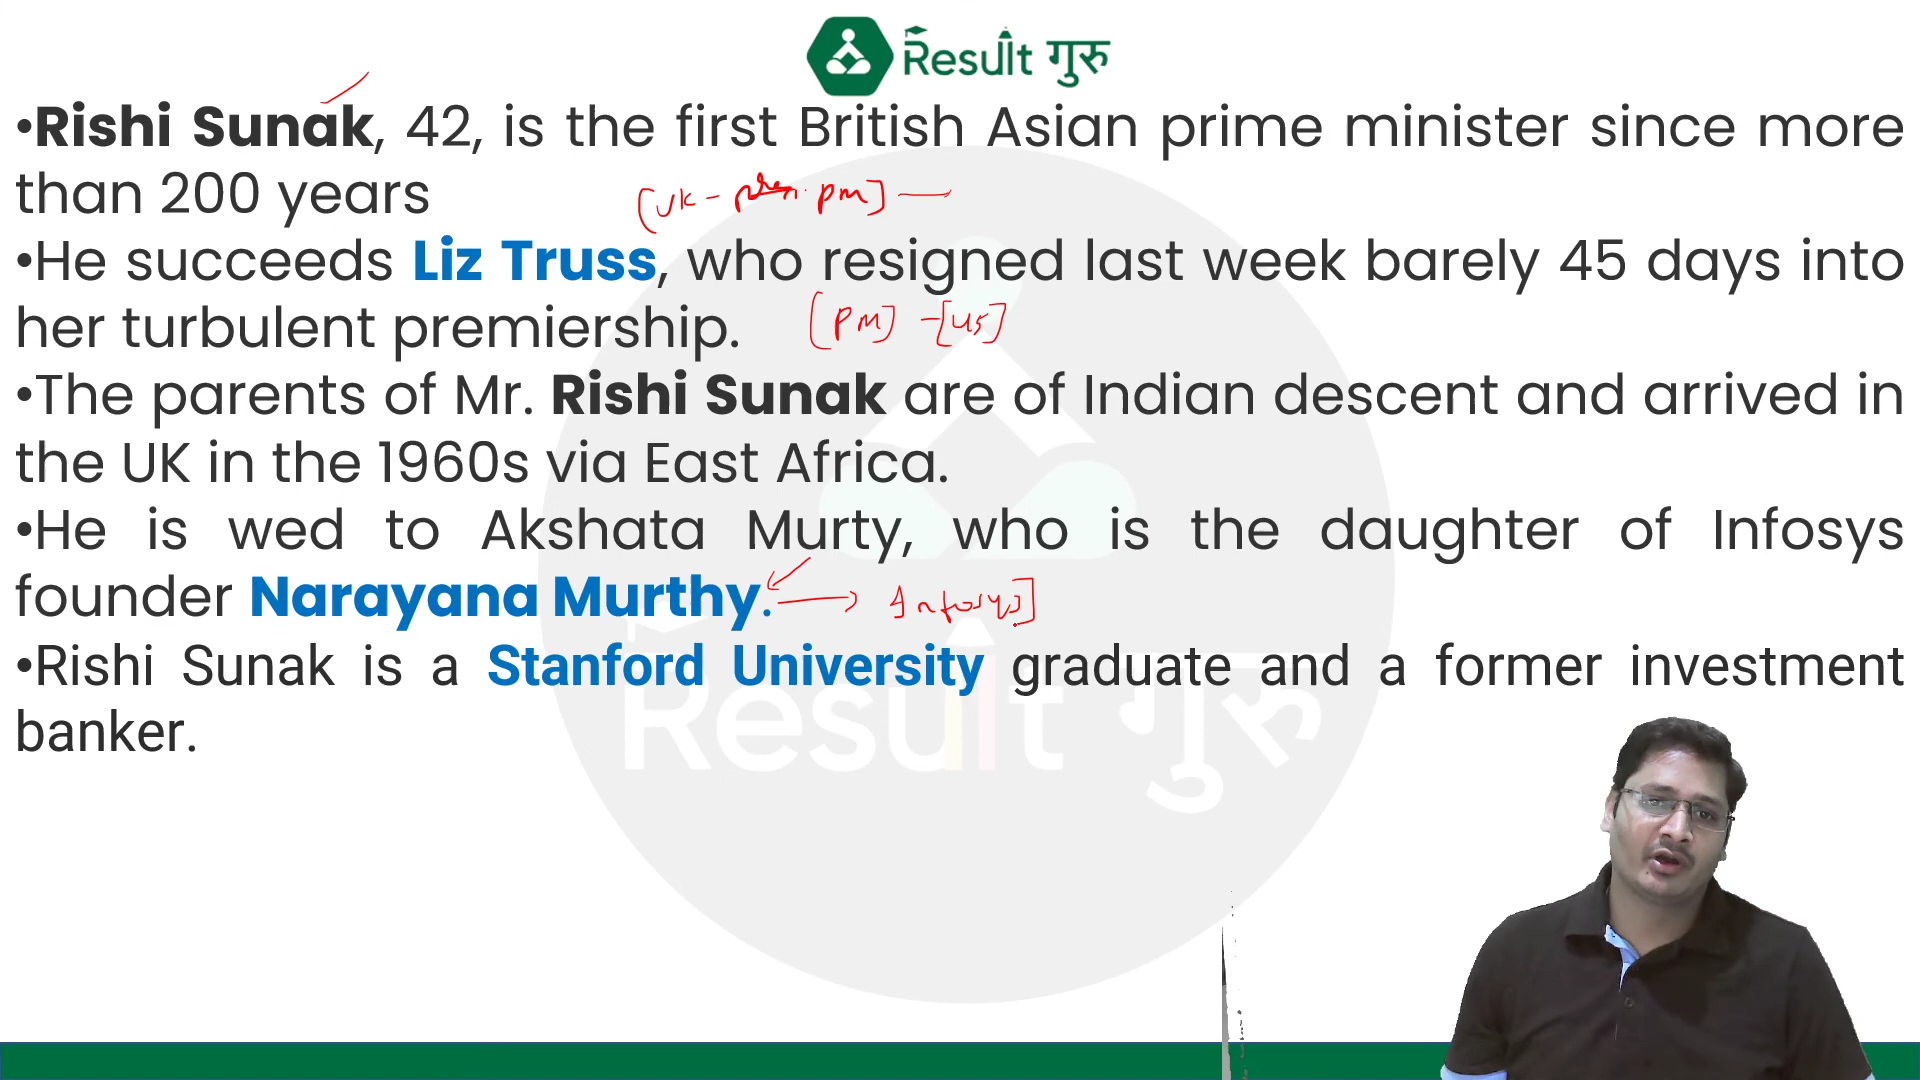 Result गुरु
•Rishi Sunak, 42, is the first British Asian prime minister since more
than 200 years
[UK - PM]
•He succeeds Liz Truss, who resigned last week barely 45 days into
her turbulent premiership.
[PM] - [45]
•The parents of Mr. Rishi Sunak are of Indian descent and arrived in
the UK in the 1960s via East Africa.
•He is wed to Akshata Murty, who is the daughter of Infosys
founder Narayana Murthy.
Infosys]
•Rishi Sunak is a Stanford University graduate and a former investment
banker.
Result गुरु